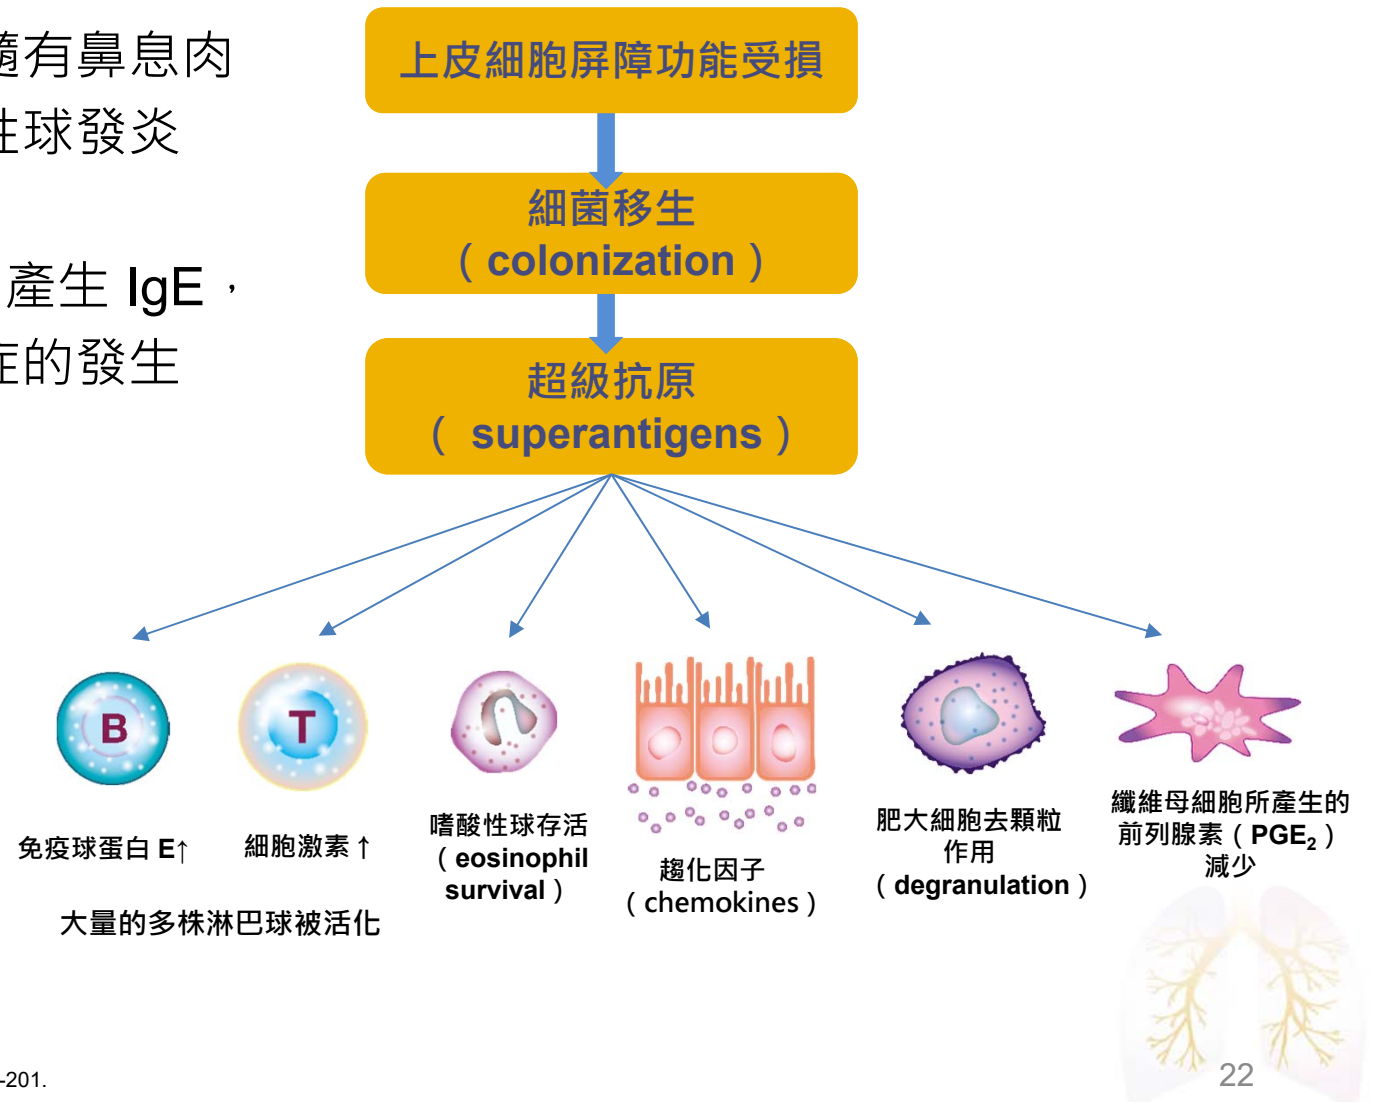 隨有鼻息肉
性球發炎
產生 IgE，
症的發生
上皮細胞屏障功能受損
細菌移生
（colonization）
超級抗原
（ superantigens）
B
T
免疫球蛋白 E↑
細胞激素↑
大量的多株淋巴球被活化
嗜酸性球存活
（eosinophil
survival）
趨化因子
（chemokines）
肥大細胞去顆粒
作用
（degranulation）
纖維母細胞所產生的
前列腺素（PGE₂）
減少
-201.
22